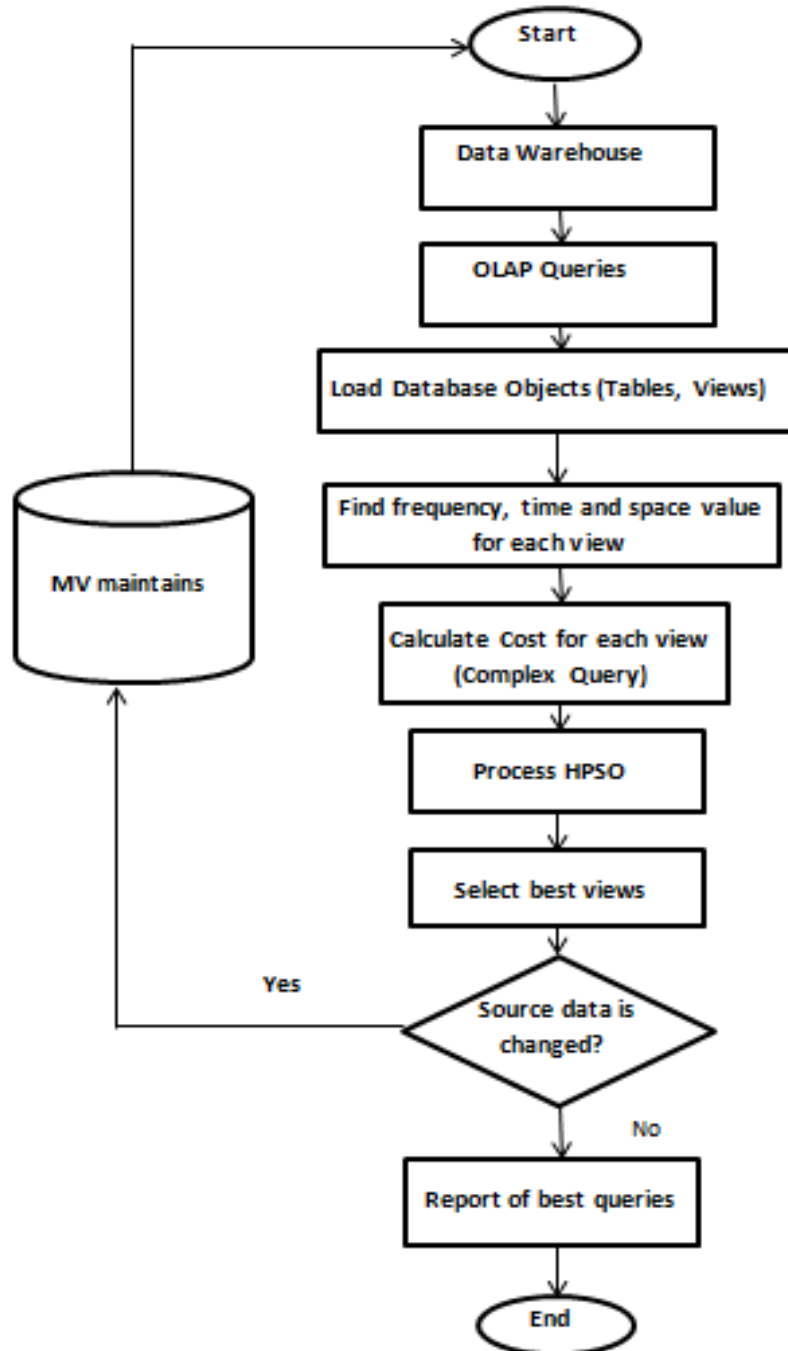 Start
Data Warehouse
OLAP Queries
Load Database Objects (Tables, Views)
Find frequency, time and space value
for each view
MV maintains
Calculate Cost for each view
(Complex Query)
Process HPSO
Select best views
Yes
Source data is
changed?
No
Report of best queries
End